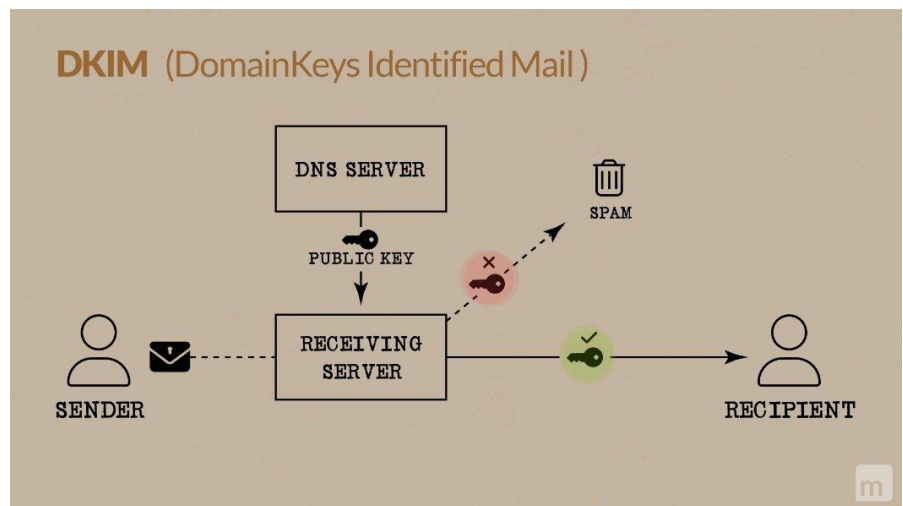 DKIM (DomainKeys Identified Mail)
DNS SERVER
SPAM
PUBLIC KEY
RECEIVING
SERVER
SENDER
RECIPIENT
m